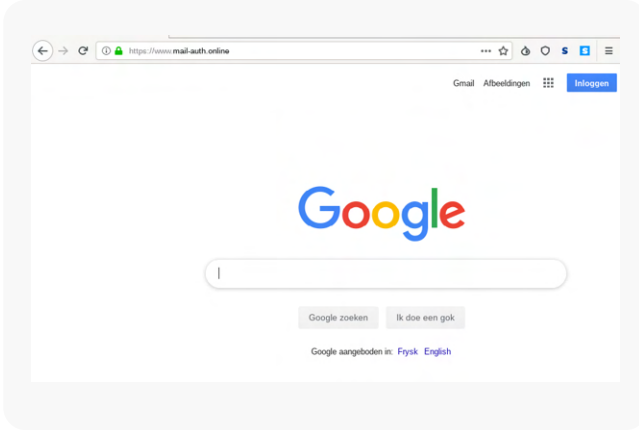 https://www.mail-auth.online
Gmail Afbeeldingen Inloggen
Google
Google zoeken Ik doe een gok
Google aangeboden in: Frysk English